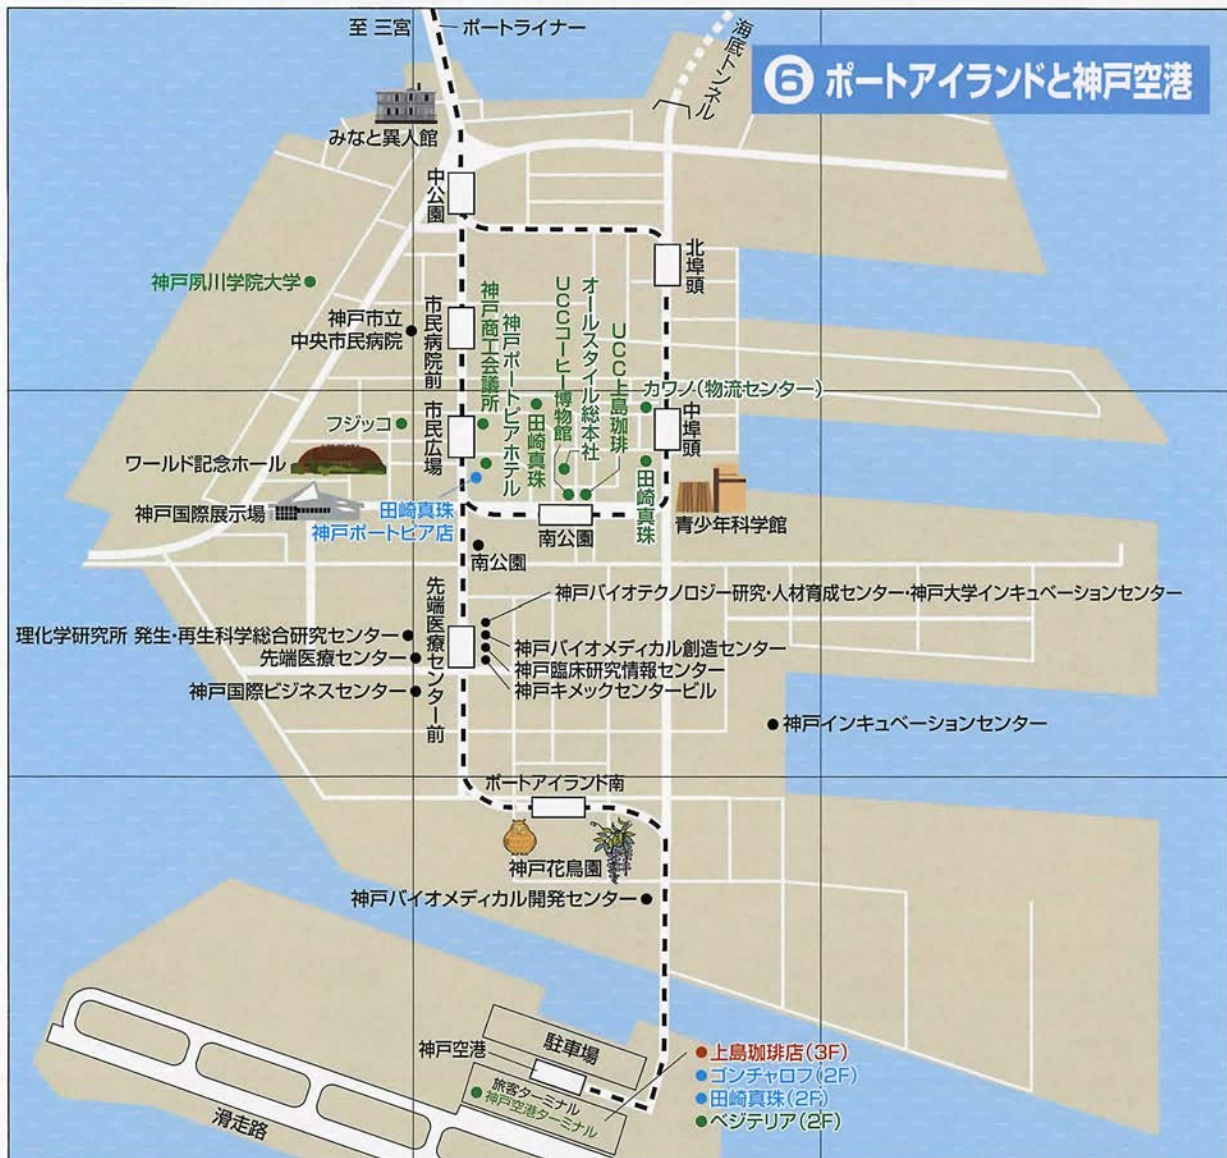 至 三宮
ポートライナー
海底トンネル
⑥ ポートアイランドと神戸空港
みなと異人館
中公園
北埠頭
神戸夙川学院大学
神戸市立
中央市民病院
市民病院前
神戸商工会議所
神戸ポートピアホテル
田崎真珠
UCCコーヒー博物館
オールスタイル総本社
UCC上島珈琲
カワノ(物流センター)
中埠頭
フジッコ
市民広場
ワールド記念ホール
神戸国際展示場
田崎真珠
神戸ポートピア店
南公園
田崎真珠
青少年科学館
南公園
先端医療センター前
神戸バイオテクノロジー研究・人材育成センター・神戸大学インキュベーションセンター
理化学研究所 発生・再生科学総合研究センター
神戸バイオメディカル創造センター
先端医療センター
神戸臨床研究情報センター
神戸国際ビジネスセンター
神戸キメックセンタービル
神戸インキュベーションセンター
ポートアイランド南
神戸花鳥園
神戸バイオメディカル開発センター
駐車場
神戸空港
旅客ターミナル
神戸空港ターミナル
滑走路
上島珈琲店(3F)
ゴンチャロフ(2F)
田崎真珠(2F)
ベジテリア(2F)